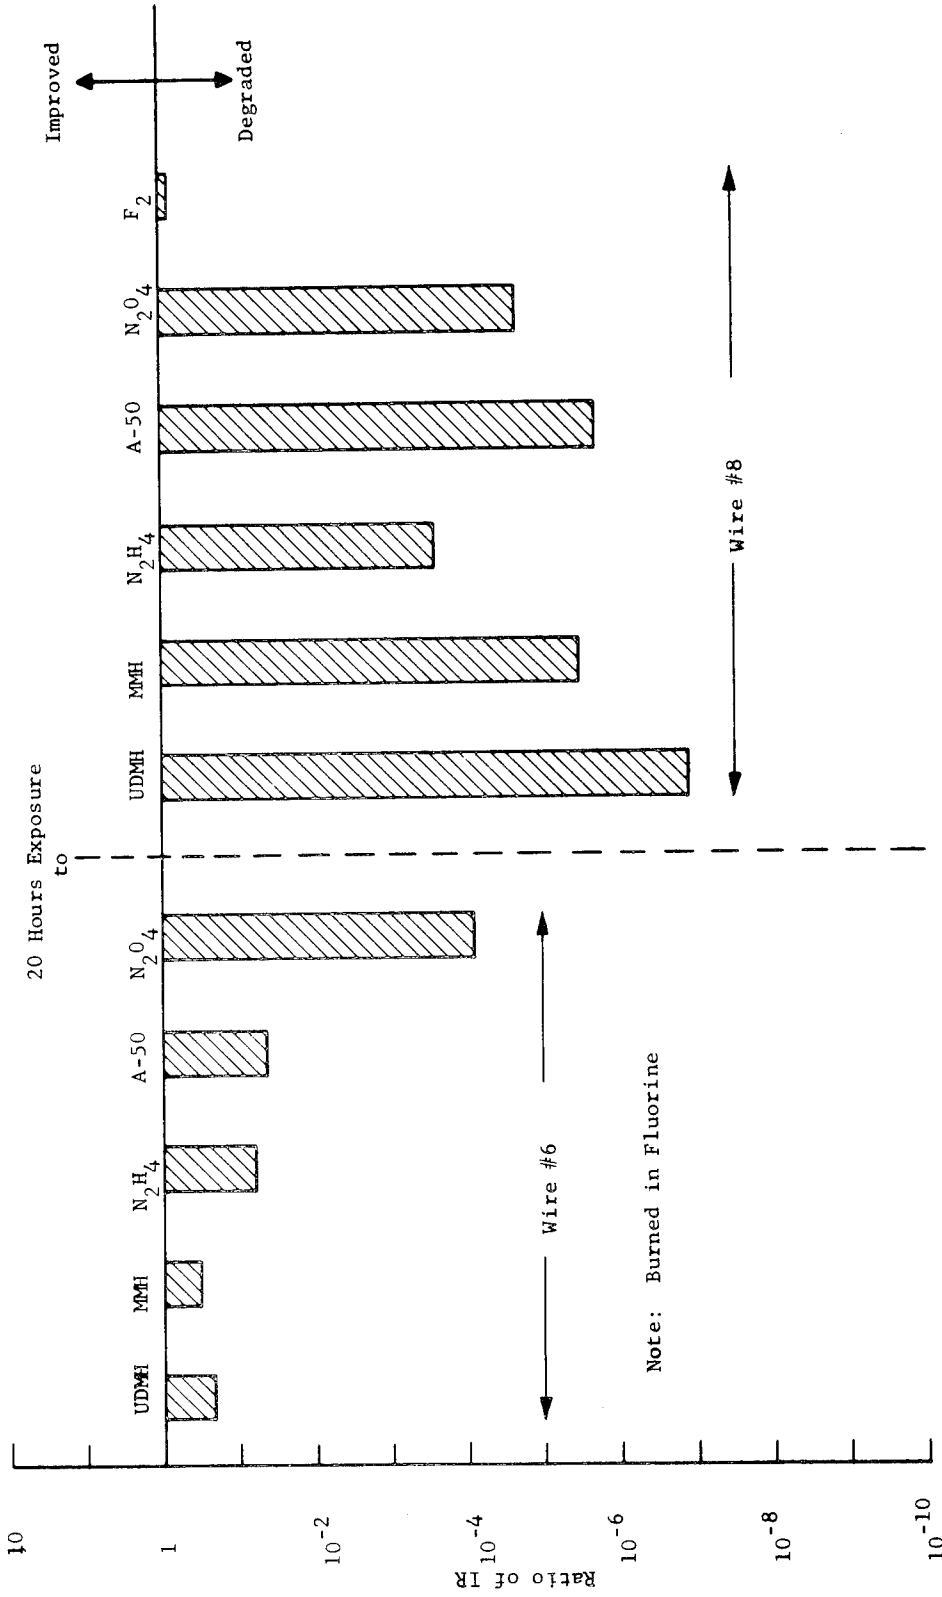 20 Hours Exposure
to
Improved
Degraded
UDMH
MMH
N2H4
A-50
N2O4
UDMH
MMH
N2H4
A-50
N2O4
F2
10
1
10-2
10-4
10-6
10-8
10-10
Ratio of IR
Wire #6
Wire #8
Note: Burned in Fluorine